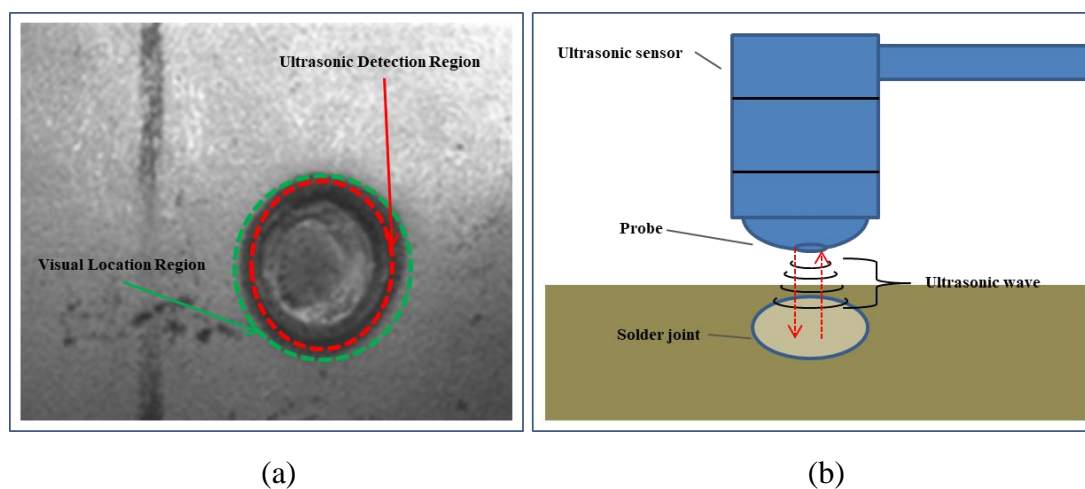 Ultrasonic Detection Region
Visual Location Region
Ultrasonic sensor
Probe
Ultrasonic wave
Solder joint
(a)
(b)